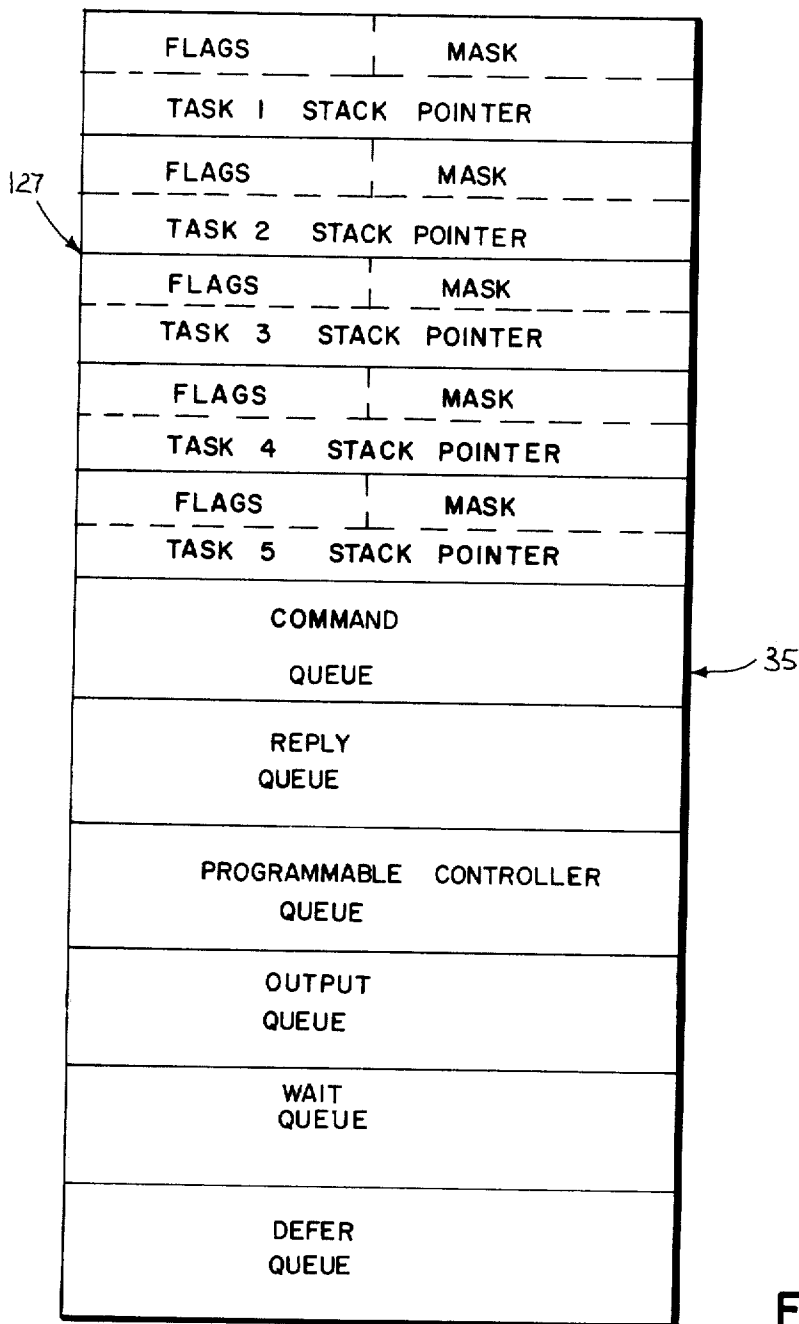 FLAGS MASK
TASK 1 STACK POINTER
FLAGS MASK
127
TASK 2 STACK POINTER
FLAGS MASK
TASK 3 STACK POINTER
FLAGS MASK
TASK 4 STACK POINTER
FLAGS MASK
TASK 5 STACK POINTER
COMMAND
QUEUE
35
REPLY
QUEUE
PROGRAMMABLE CONTROLLER
QUEUE
OUTPUT
QUEUE
WAIT
QUEUE
DEFER
QUEUE